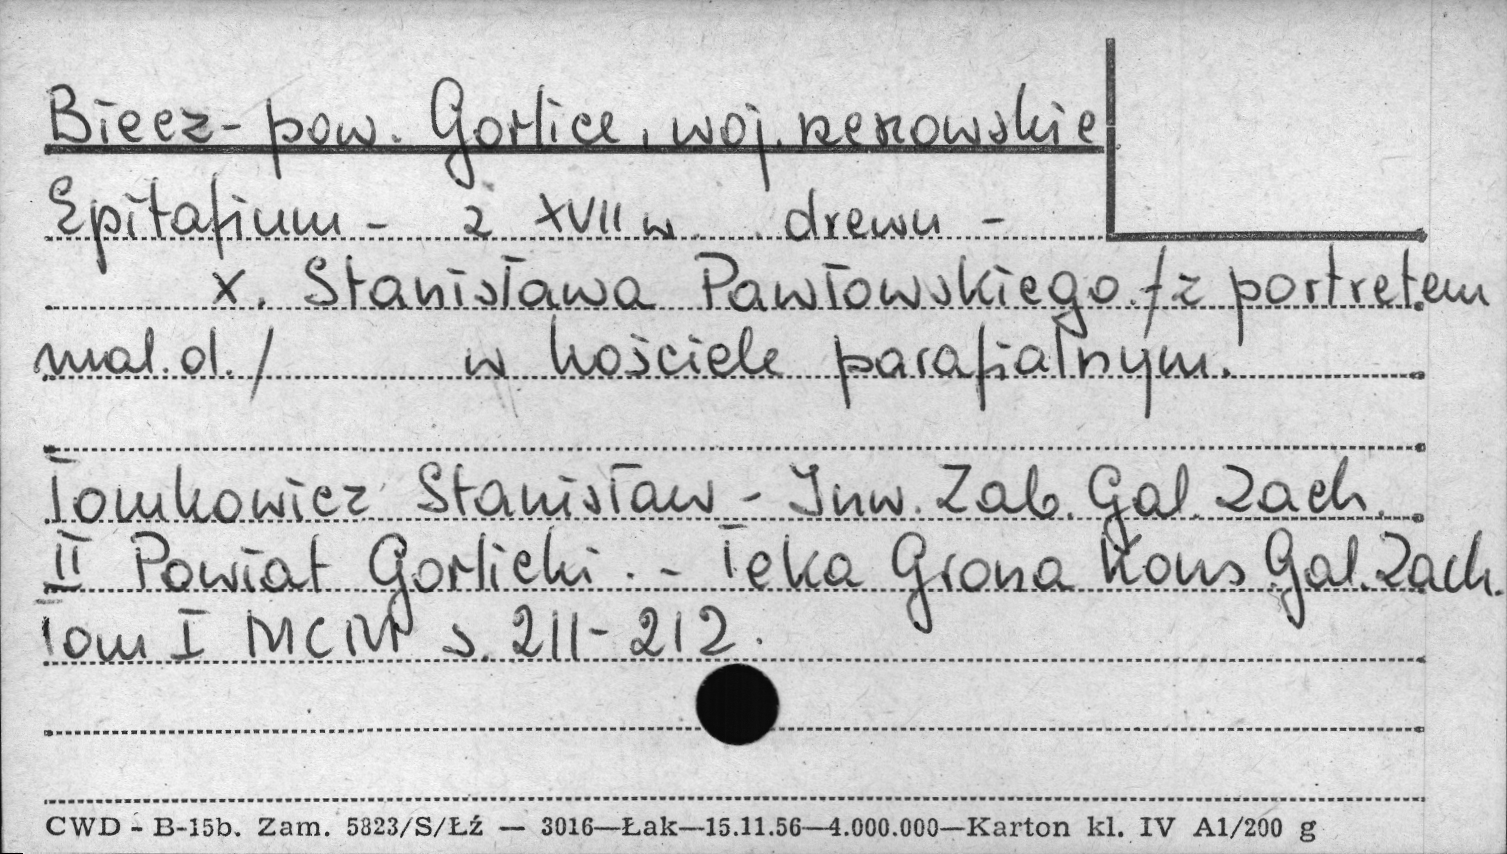 Biecz - pow. Gorlice, woj. rzeszowskie
Epitafium - z XVII w. drewn -
x. Stanisława Pawłowskiego /z portretem
mal. ol./ w kościele parafialnym.
Tomkowicz Stanisław - Inw. Zab. Gal. Zach.
II Powiat Gorlicki. - Teka Grona Kons Gal. Zach.
Tom I MCM s. 211-212.
CWD - B-15b. Zam. 5823/S/Łź — 3016—Łak—15.11.56—4.000.000—Karton kl. IV A1/200 g